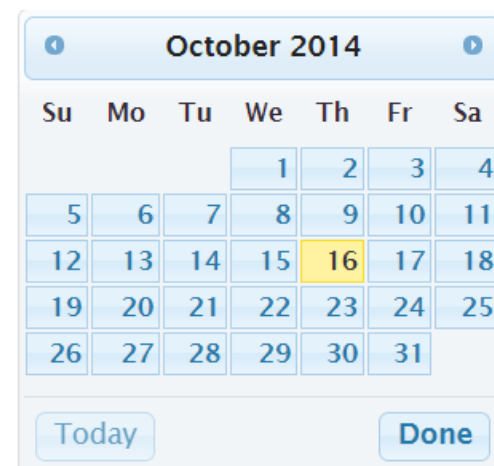 October 2014
Su Mo Tu We Th Fr Sa
1 2 3 4
5 6 7 8 9 10 11
12 13 14 15 16 17 18
19 20 21 22 23 24 25
26 27 28 29 30 31
Today Done